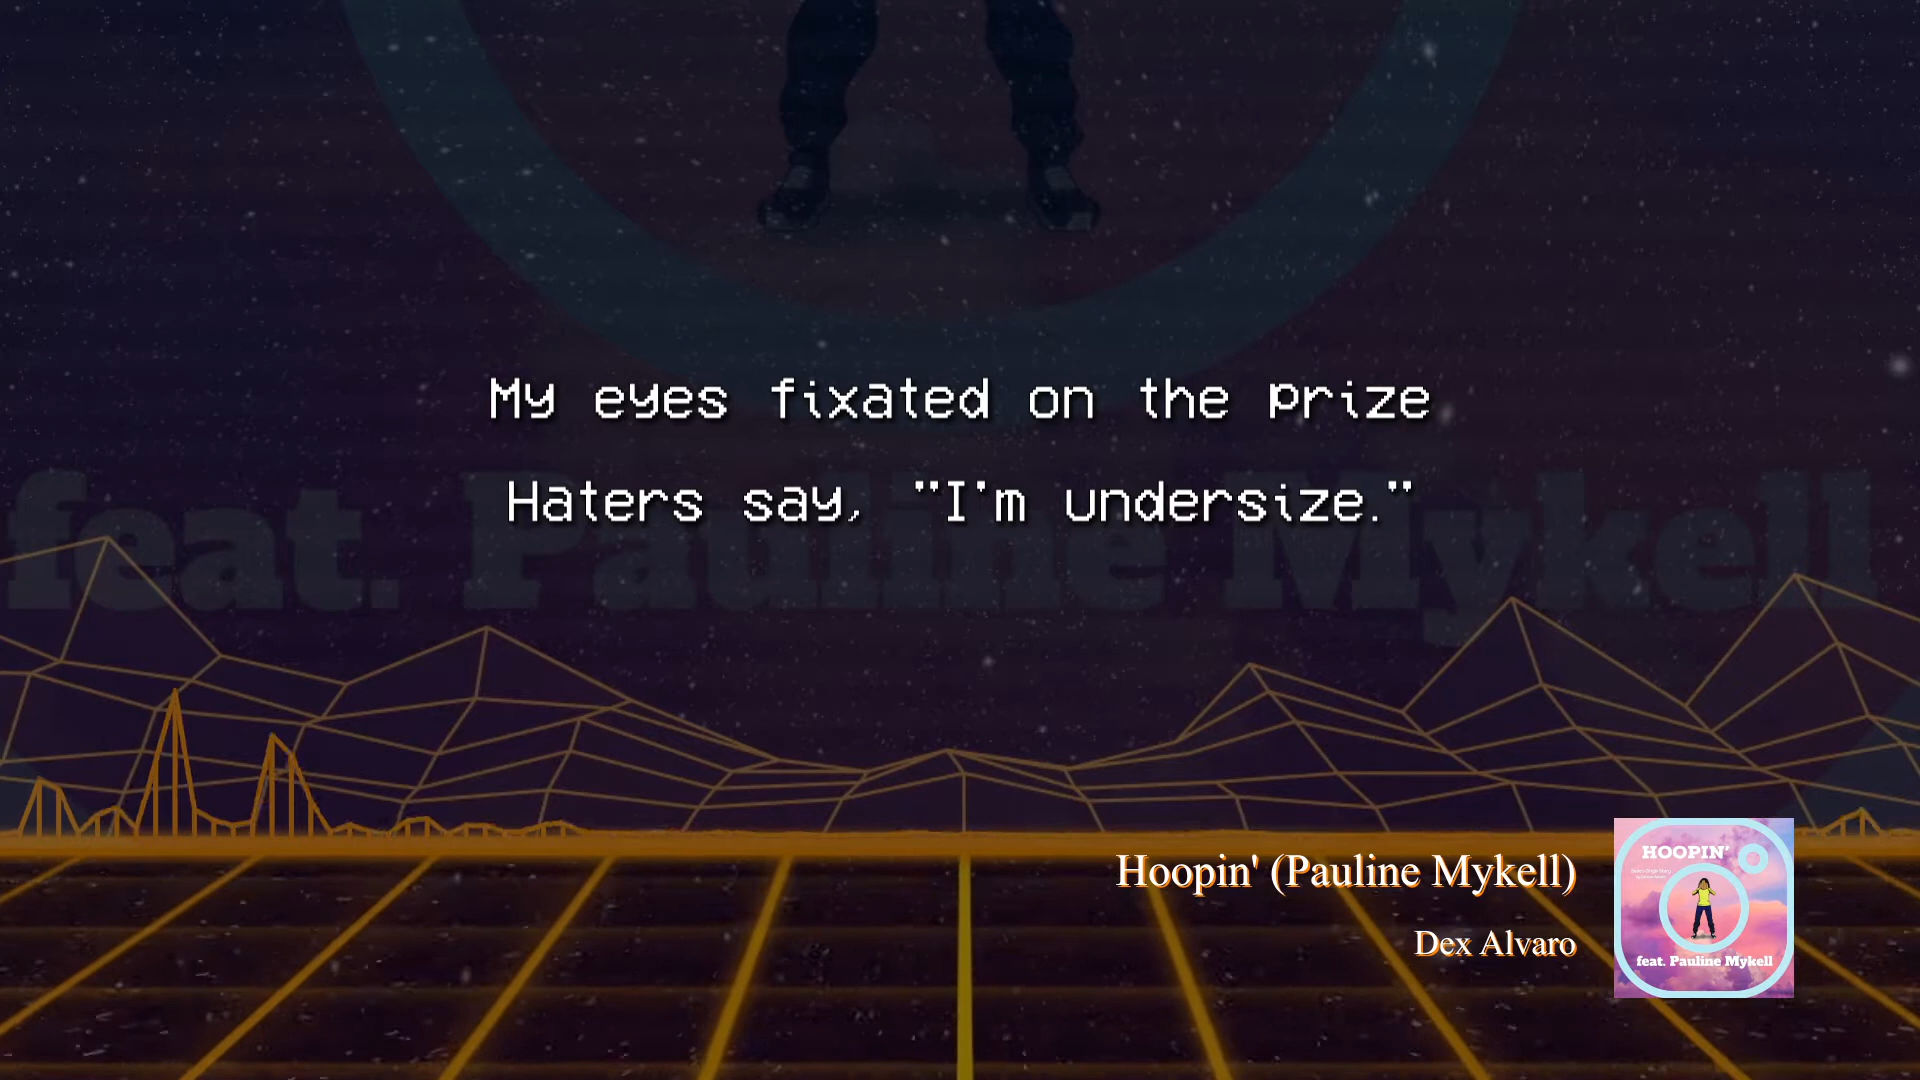 My eyes fixated on the prize
Haters say, "I'm undersize."
feat. Pauline Mykell
Hoopin' (Pauline Mykell)
Dex Alvaro
HOOPIN'
feat. Pauline Mykell